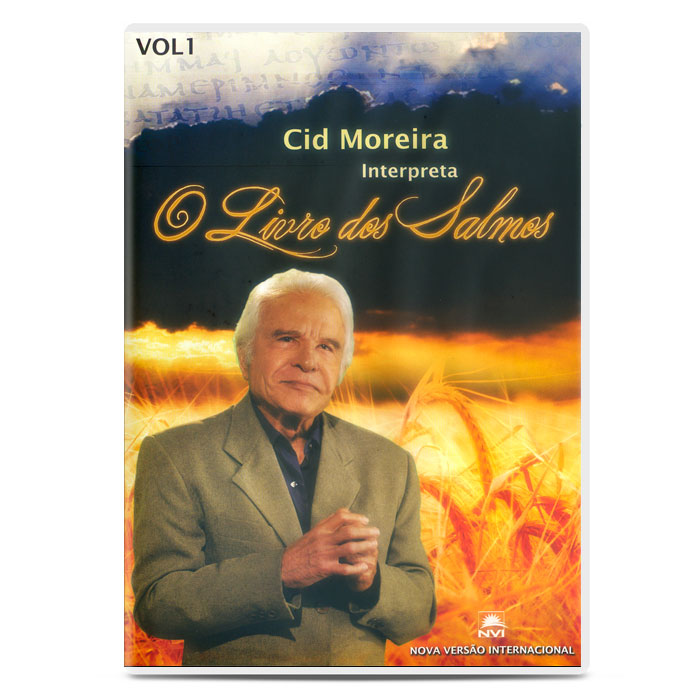 VOL1
Cid Moreira
Interpreta
O Livro dos Salmos
NVI
NOVA VERSÃO INTERNACIONAL